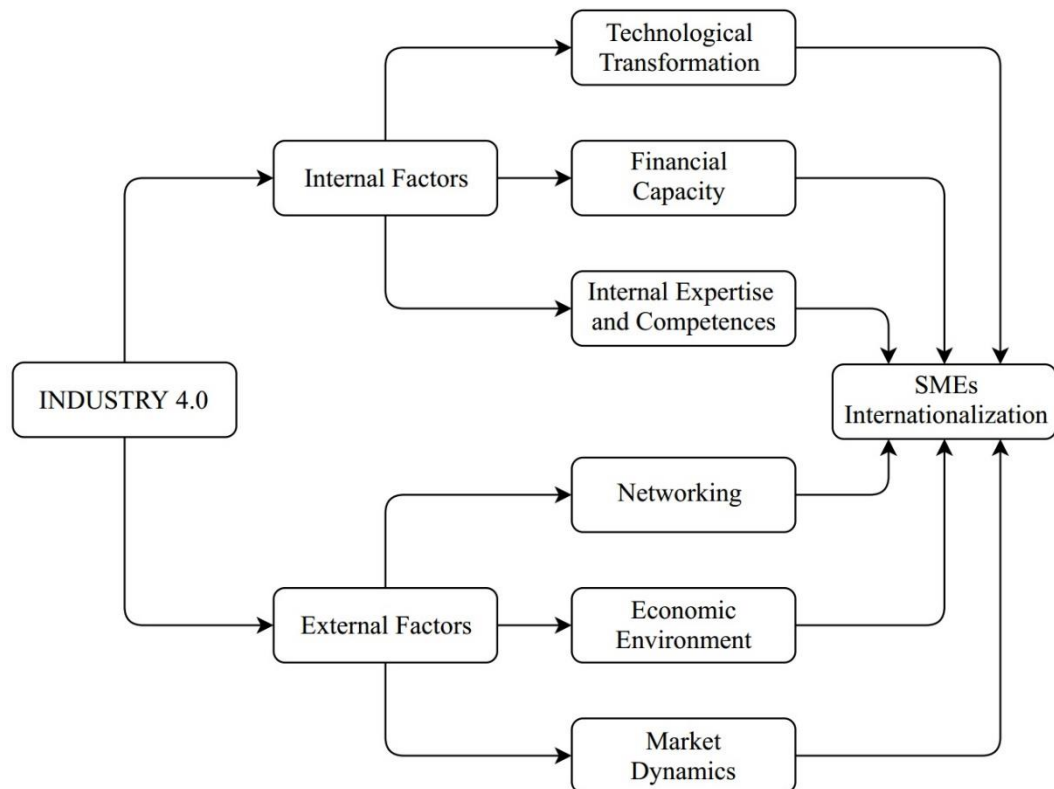 Technological
Transformation
Internal Factors
Financial
Capacity
Internal Expertise
and Competences
INDUSTRY 4.0
SMEs
Internationalization
Networking
External Factors
Economic
Environment
Market
Dynamics